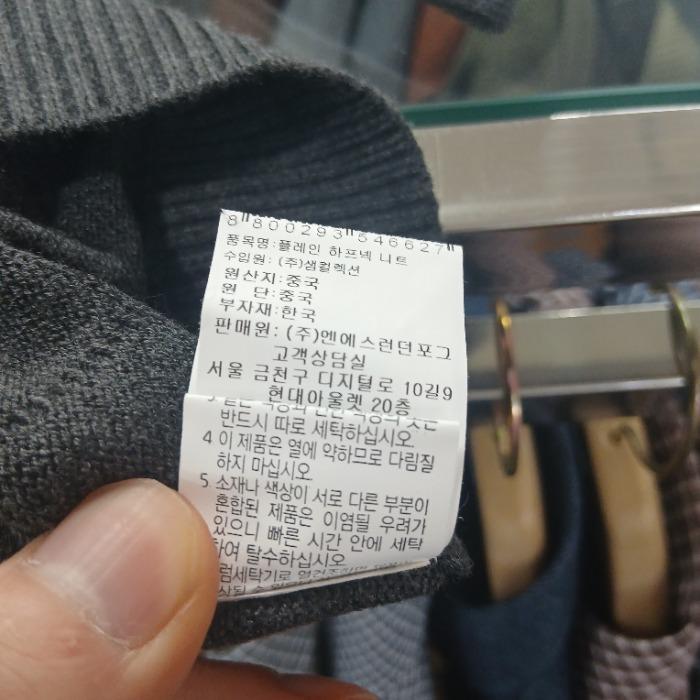 8"800293"546627"
품목명:플레인 하프넥 니트
수입원: (주)샘컬렉션
원산지:중국
원 단:중국
부자재:한국
판매원: (주)엔에스런던포그
고객상담실
서울 금천구 디지털로 10길9
현대아울렛 20층
반드시 따로 세탁하십시오
4 이 제품은 열에 약하므로 다림질
하지 마십시오
5. 소재나 색상이 서로 다른 부분이
혼합된 제품은 이염될 우려가
있으니 빠른 시간 안에 세탁
하여 탈수하십시오